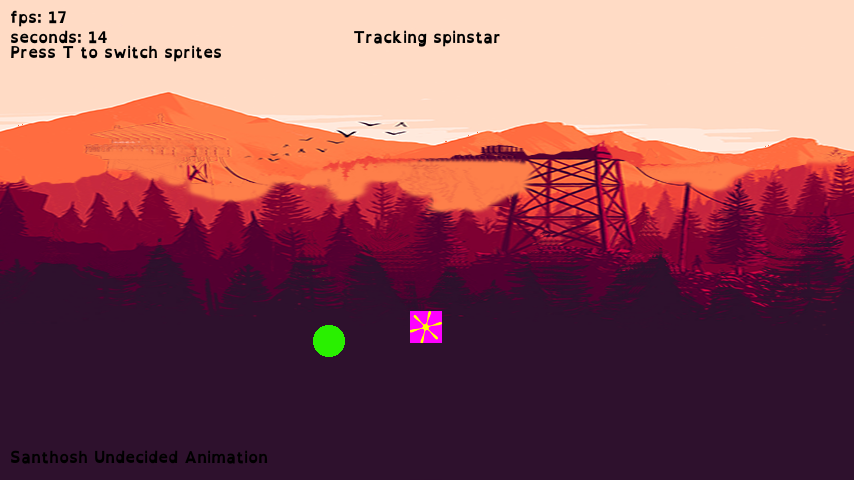 fps: 17
seconds: 14
Tracking spinstar
Press T to switch sprites
Santhosh Undecided Animation